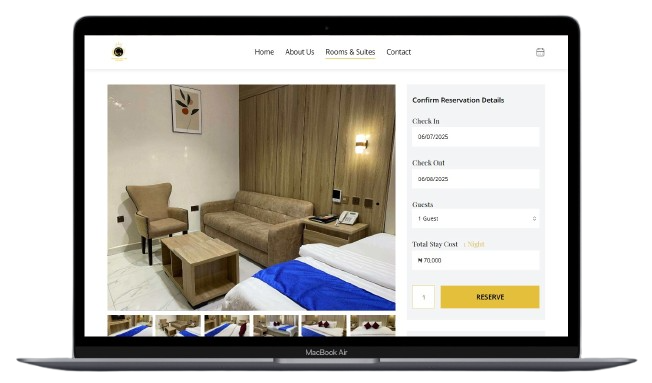 Home About Us Rooms & Suites Contact
Confirm Reservation Details
Check In
06/07/2025
Check Out
06/08/2025
Guests
1 Guest
Total Stay Cost 1 Night
₦ 70,000
1 RESERVE
MacBook Air